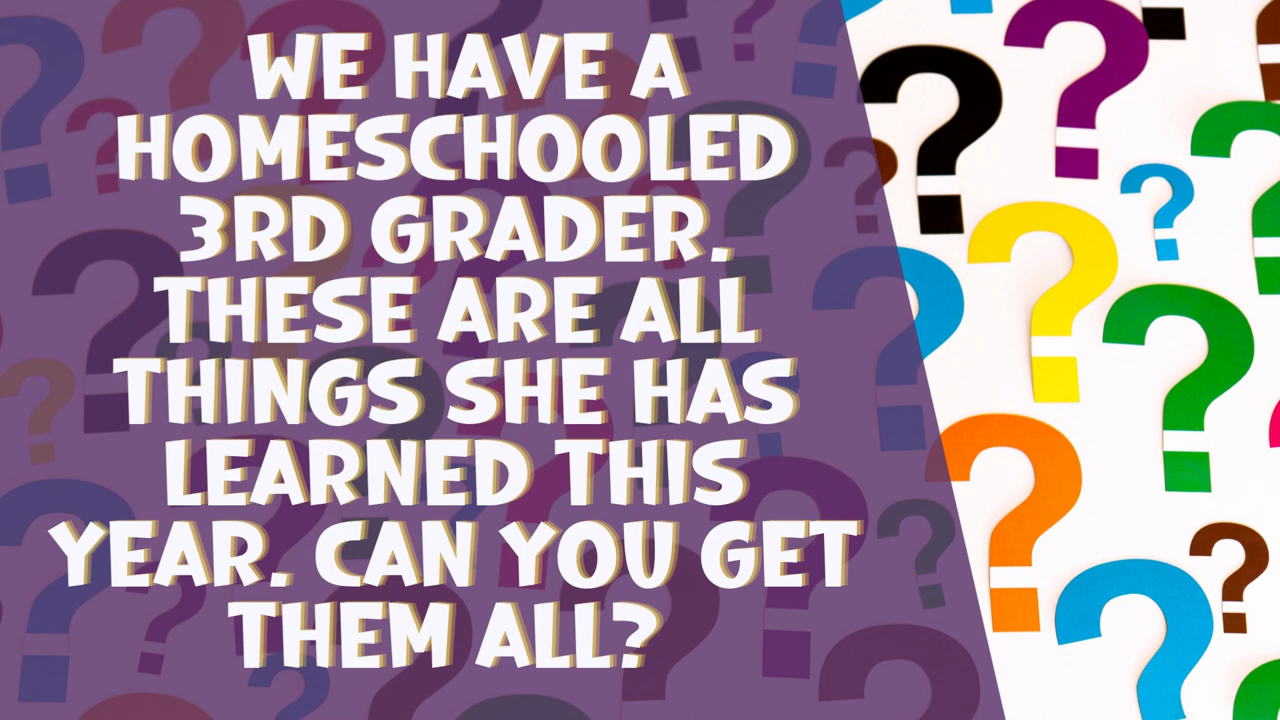 WE HAVE A
HOMESCHOOLED
3RD GRADER.
THESE ARE ALL
THINGS SHE HAS
LEARNED THIS
YEAR. CAN YOU GET
THEM ALL?